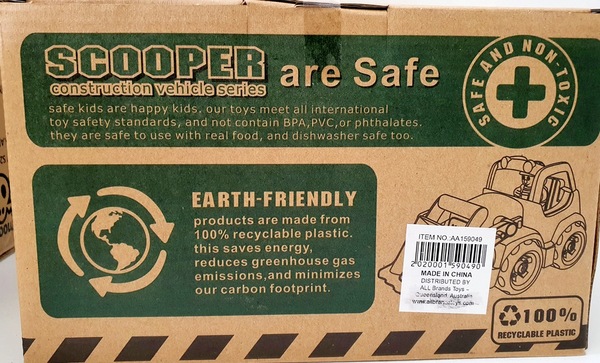 SCOOPER
construction vehicle series
are Safe
safe kids are happy kids, our toys meet all international
toy safety standards, and not contain BPA,PVC,or phthalates.
they are safe to use with real food, and dishwasher safe too.
SAFE AND NON-TOXIC
EARTH-FRIENDLY
products are made from
100% recyclable plastic.
this saves energy,
reduces greenhouse gas
emissions,and minimizes
our carbon footprint.
ITEM NO.:AA159049
2020001590490
MADE IN CHINA
DISTRIBUTED BY
ALL Brands Toys -
Queensland Australia
100%
RECYCLABLE PLASTIC